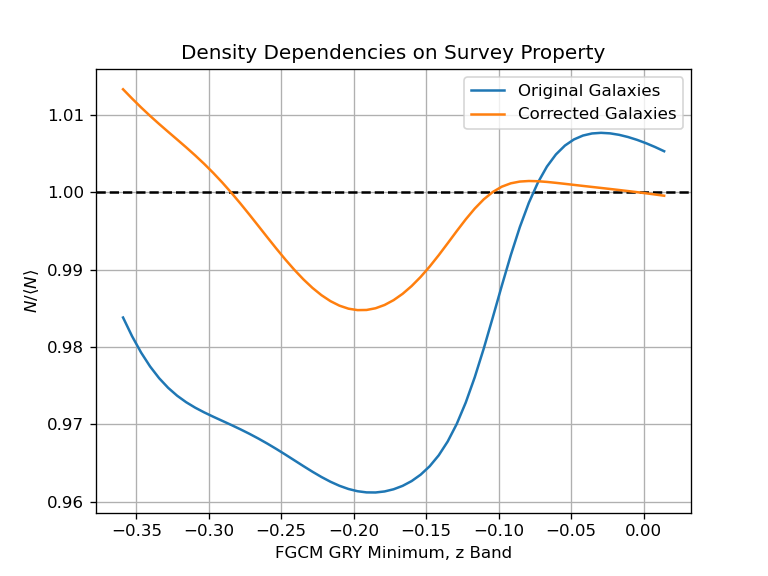 Density Dependencies on Survey Property
Original Galaxies
Corrected Galaxies
1.01
1.00
0.99
0.98
0.97
0.96
N/⟨N⟩
−0.35 −0.30 −0.25 −0.20 −0.15 −0.10 −0.05 0.00
FGCM GRY Minimum, z Band